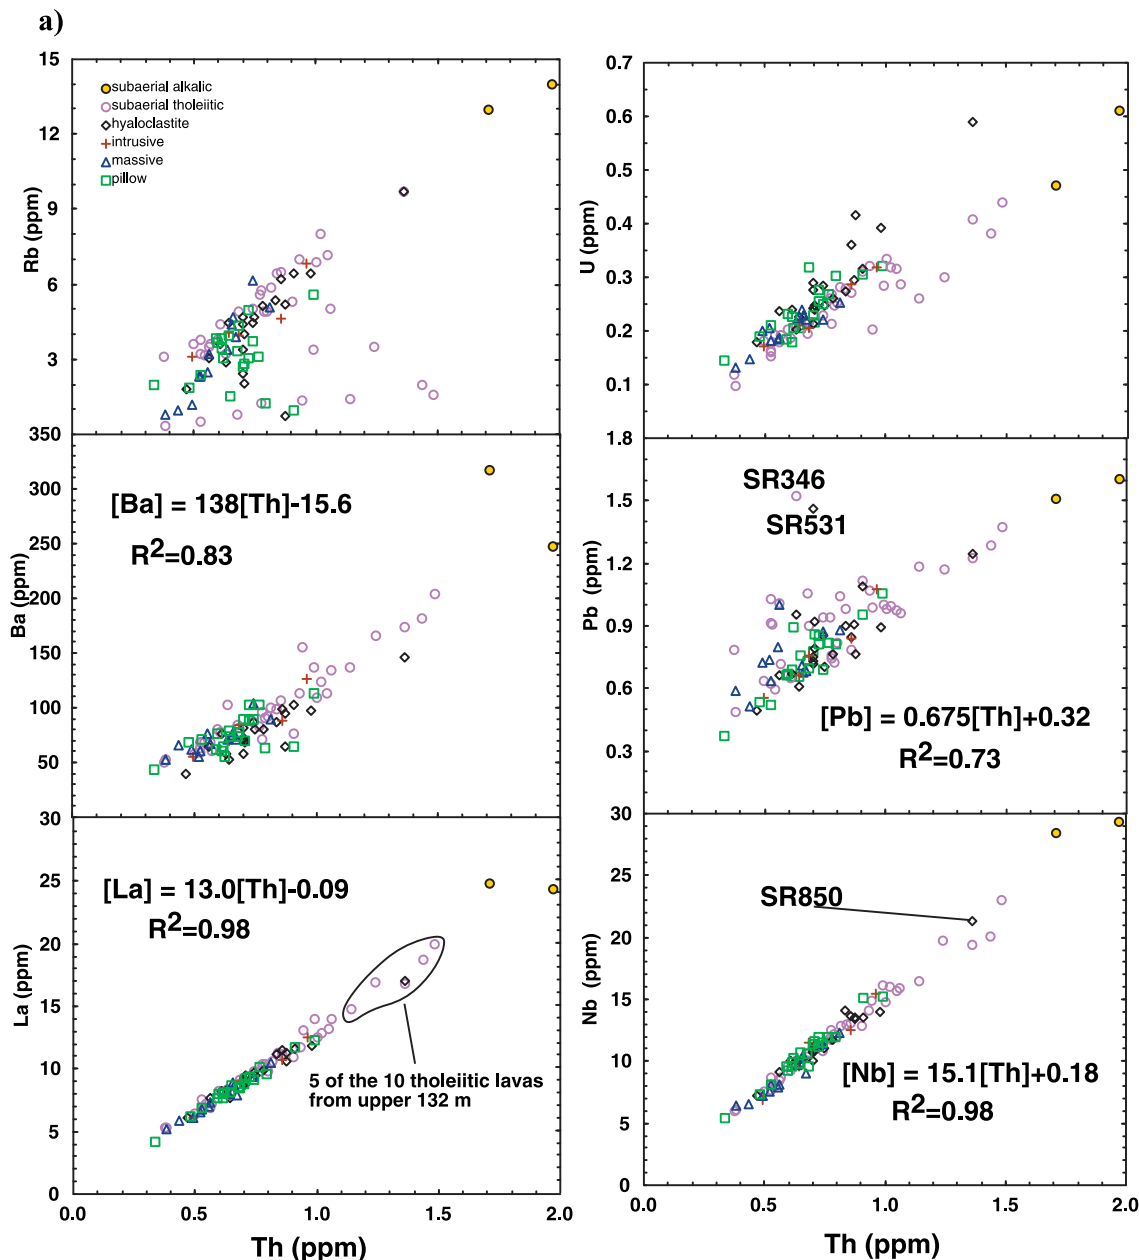 a)
15
12
9
6
3
350
Rb (ppm)
subaerial alkalic
subaerial tholeiitic
hyaloclastite
intrusive
massive
pillow
0.7
0.6
0.5
0.4
0.3
0.2
0.1
1.8
U (ppm)
300
250
200
150
100
50
30
Ba (ppm)
[Ba] = 138[Th]-15.6
R2=0.83
1.5
1.2
0.9
0.6
0.3
30
Pb (ppm)
SR346
SR531
[Pb] = 0.675[Th]+0.32
R2=0.73
25
20
15
10
5
0
La (ppm)
[La] = 13.0[Th]-0.09
R2=0.98
5 of the 10 tholeiitic lavas
from upper 132 m
0.0 0.5 1.0 1.5 2.0
Th (ppm)
25
20
15
10
5
0
Nb (ppm)
SR850
[Nb] = 15.1[Th]+0.18
R2=0.98
0.0 0.5 1.0 1.5 2.0
Th (ppm)